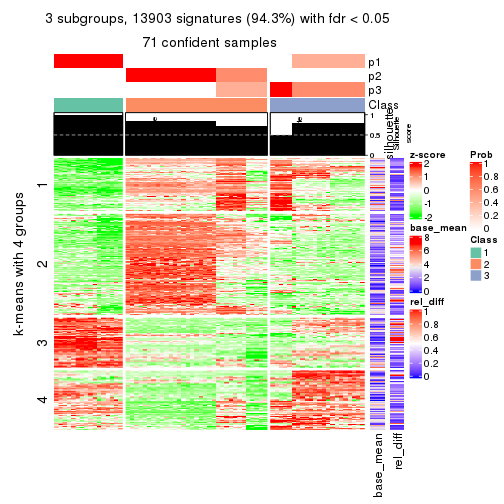 3 subgroups, 13903 signatures (94.3%) with fdr < 0.05
71 confident samples
p1
p2
p3
Class
1
0.5
0
silhouette
Silhouette
score
k-means with 4 groups
1
2
3
4
z-score
2
1
0
-1
-2
base_mean
8
6
4
2
0
rel_diff
1
0.8
0.6
0.4
0.2
0
Prob
1
0.8
0.6
0.4
0.2
0
Class
1
2
3
base_mean
rel_diff